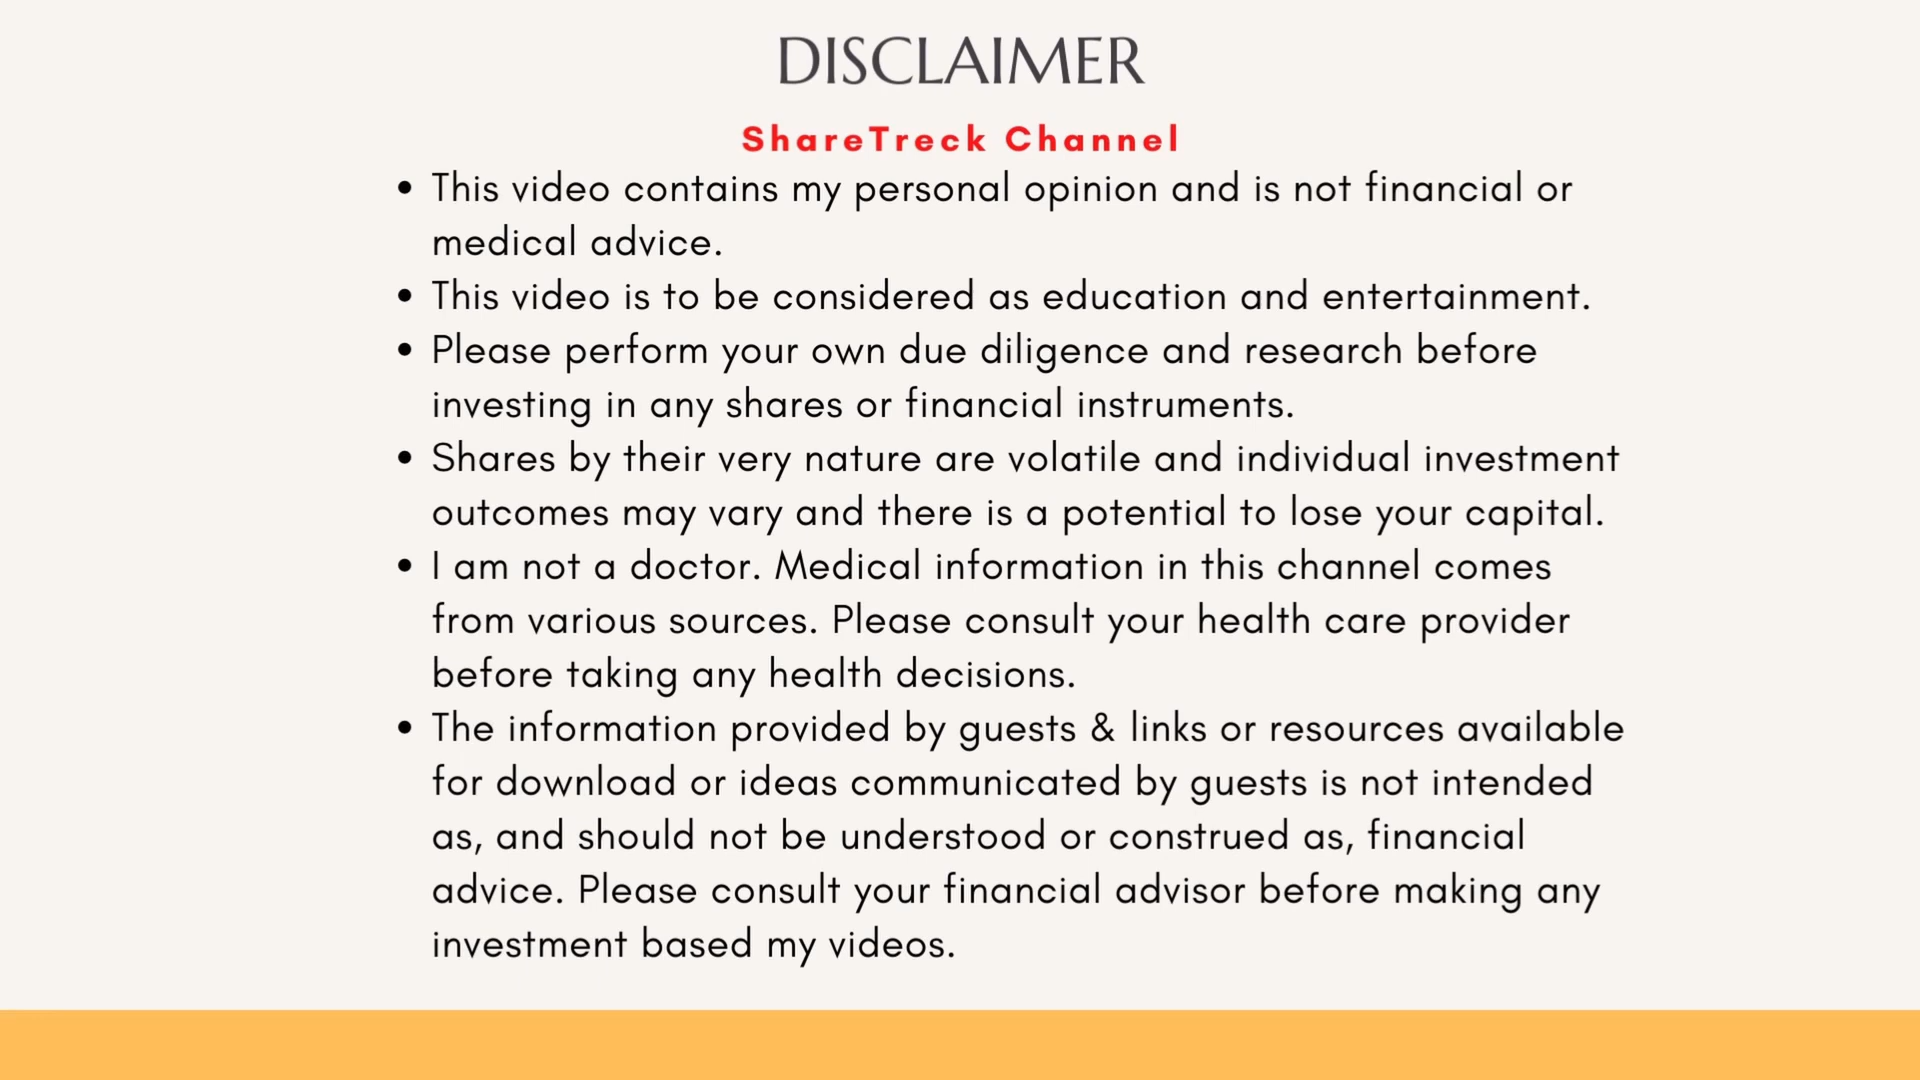 DISCLAIMER
ShareTreck Channel
• This video contains my personal opinion and is not financial or
medical advice.
• This video is to be considered as education and entertainment.
• Please perform your own due diligence and research before
investing in any shares or financial instruments.
• Shares by their very nature are volatile and individual investment
outcomes may vary and there is a potential to lose your capital.
• I am not a doctor. Medical information in this channel comes
from various sources. Please consult your health care provider
before taking any health decisions.
• The information provided by guests & links or resources available
for download or ideas communicated by guests is not intended
as, and should not be understood or construed as, financial
advice. Please consult your financial advisor before making any
investment based my videos.